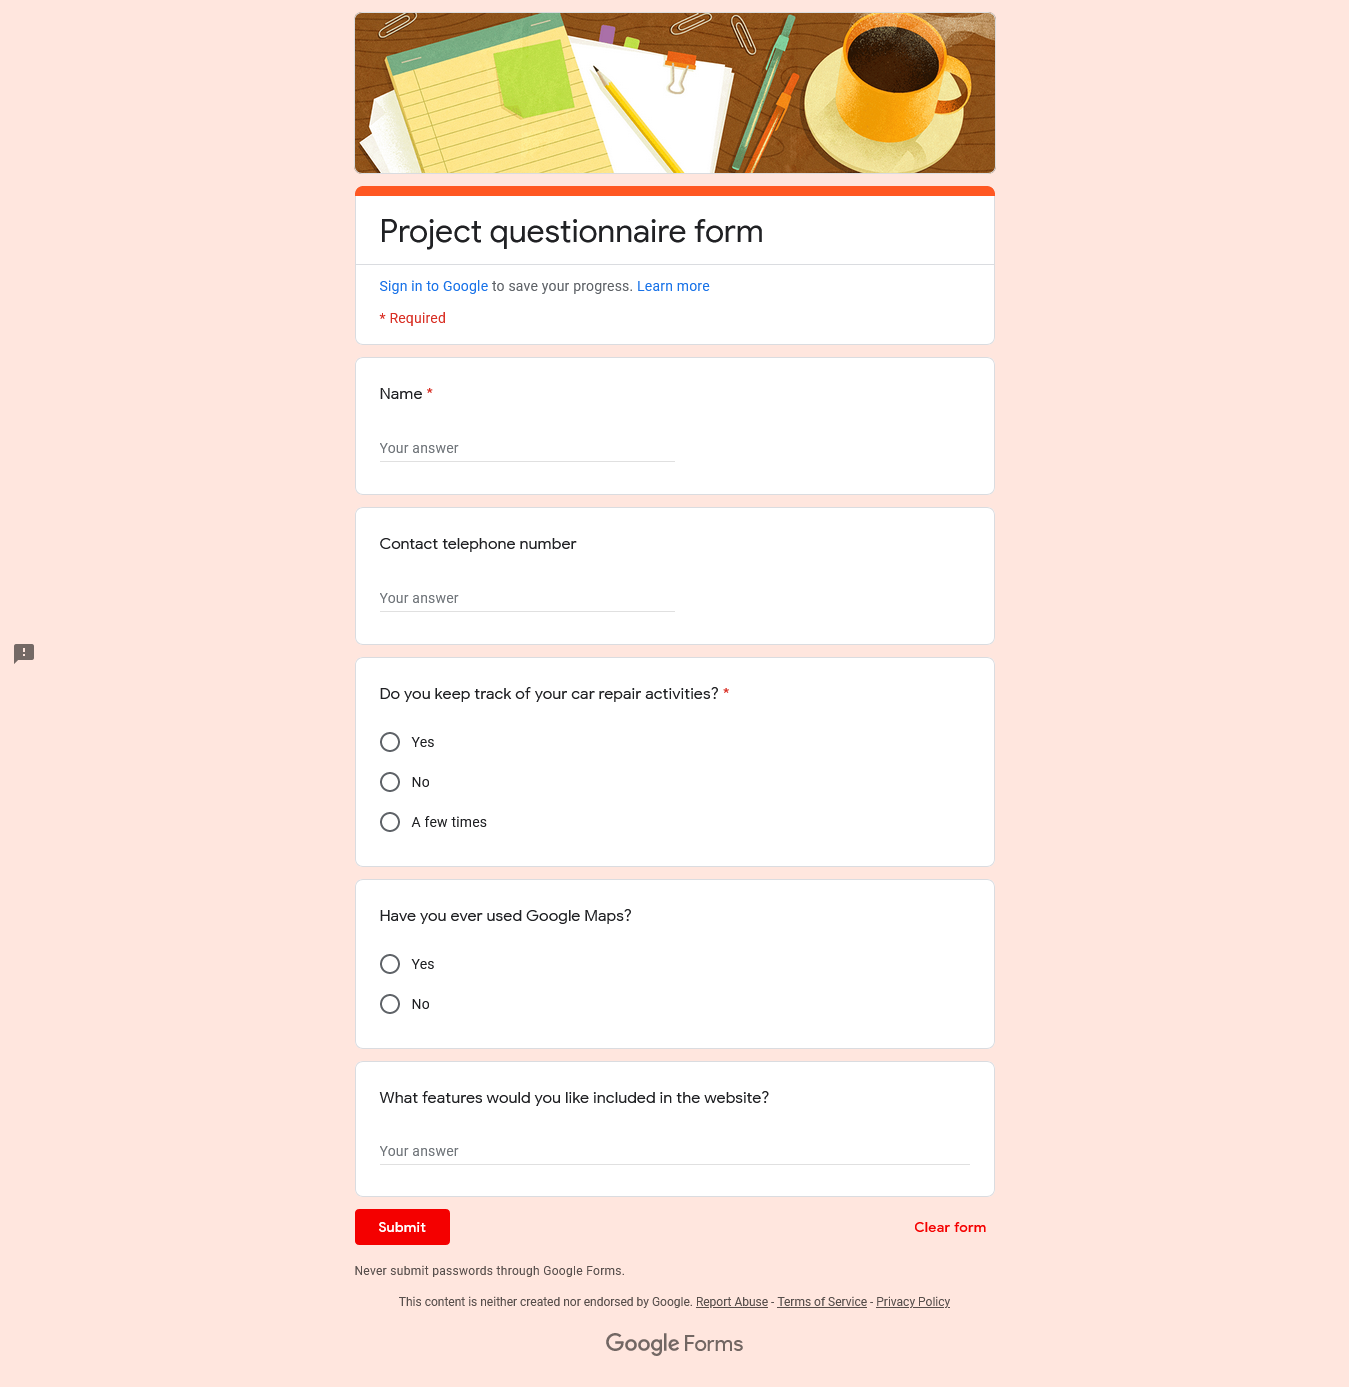 Project questionnaire form
Sign in to Google to save your progress. Learn more
* Required
Name *
Your answer
Contact telephone number
Your answer
Do you keep track of your car repair activities? *
Yes
No
A few times
Have you ever used Google Maps?
Yes
No
What features would you like included in the website?
Your answer
Submit
Clear form
Never submit passwords through Google Forms.
This content is neither created nor endorsed by Google. Report Abuse - Terms of Service - Privacy Policy
Google Forms